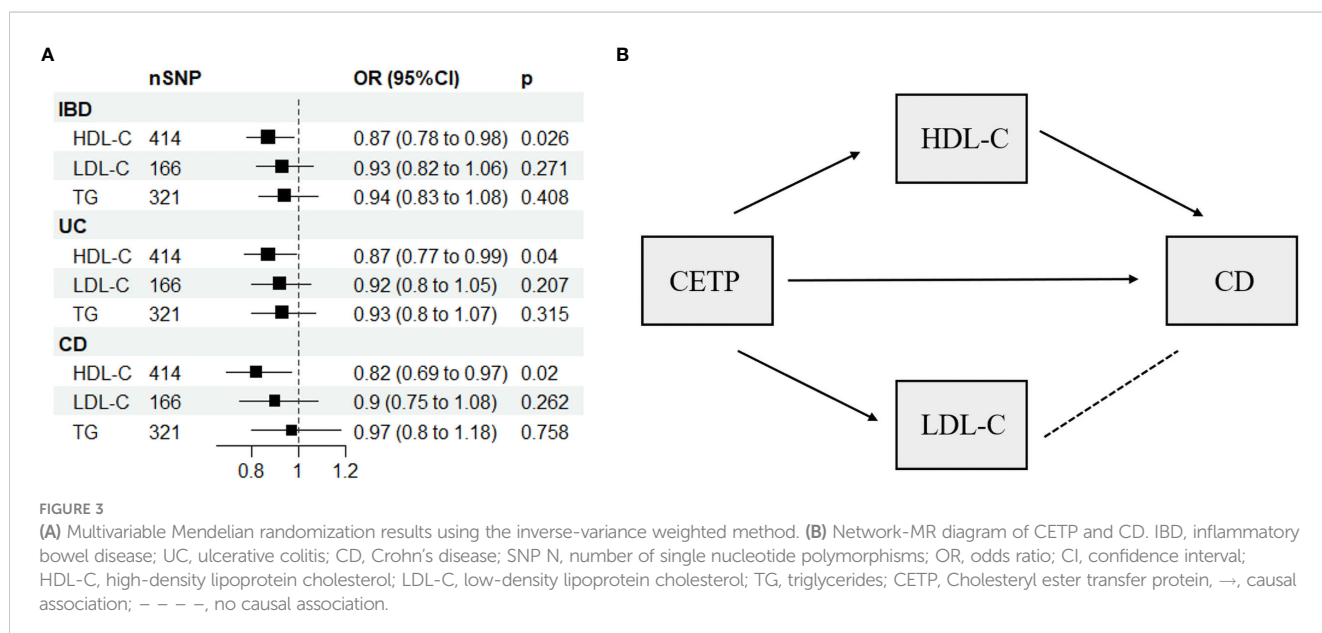 A
nSNP OR (95%CI) p
IBD
HDL-C 414 0.87 (0.78 to 0.98) 0.026
LDL-C 166 0.93 (0.82 to 1.06) 0.271
TG 321 0.94 (0.83 to 1.08) 0.408
UC
HDL-C 414 0.87 (0.77 to 0.99) 0.04
LDL-C 166 0.92 (0.8 to 1.05) 0.207
TG 321 0.93 (0.8 to 1.07) 0.315
CD
HDL-C 414 0.82 (0.69 to 0.97) 0.02
LDL-C 166 0.9 (0.75 to 1.08) 0.262
TG 321 0.97 (0.8 to 1.18) 0.758
0.8 1 1.2
B
HDL-C
CETP
CD
LDL-C
FIGURE 3
(A) Multivariable Mendelian randomization results using the inverse-variance weighted method. (B) Network-MR diagram of CETP and CD. IBD, inflammatory
bowel disease; UC, ulcerative colitis; CD, Crohn's disease; SNP N, number of single nucleotide polymorphisms; OR, odds ratio; CI, confidence interval;
HDL-C, high-density lipoprotein cholesterol; LDL-C, low-density lipoprotein cholesterol; TG, triglycerides; CETP, Cholesteryl ester transfer protein, →, causal
association; – – – –, no causal association.